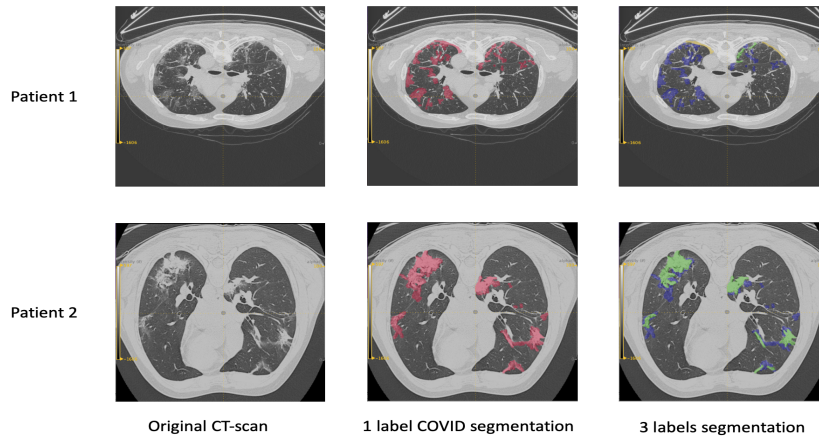 Patient 1
Patient 2
Original CT-scan
1 label COVID segmentation
3 labels segmentation